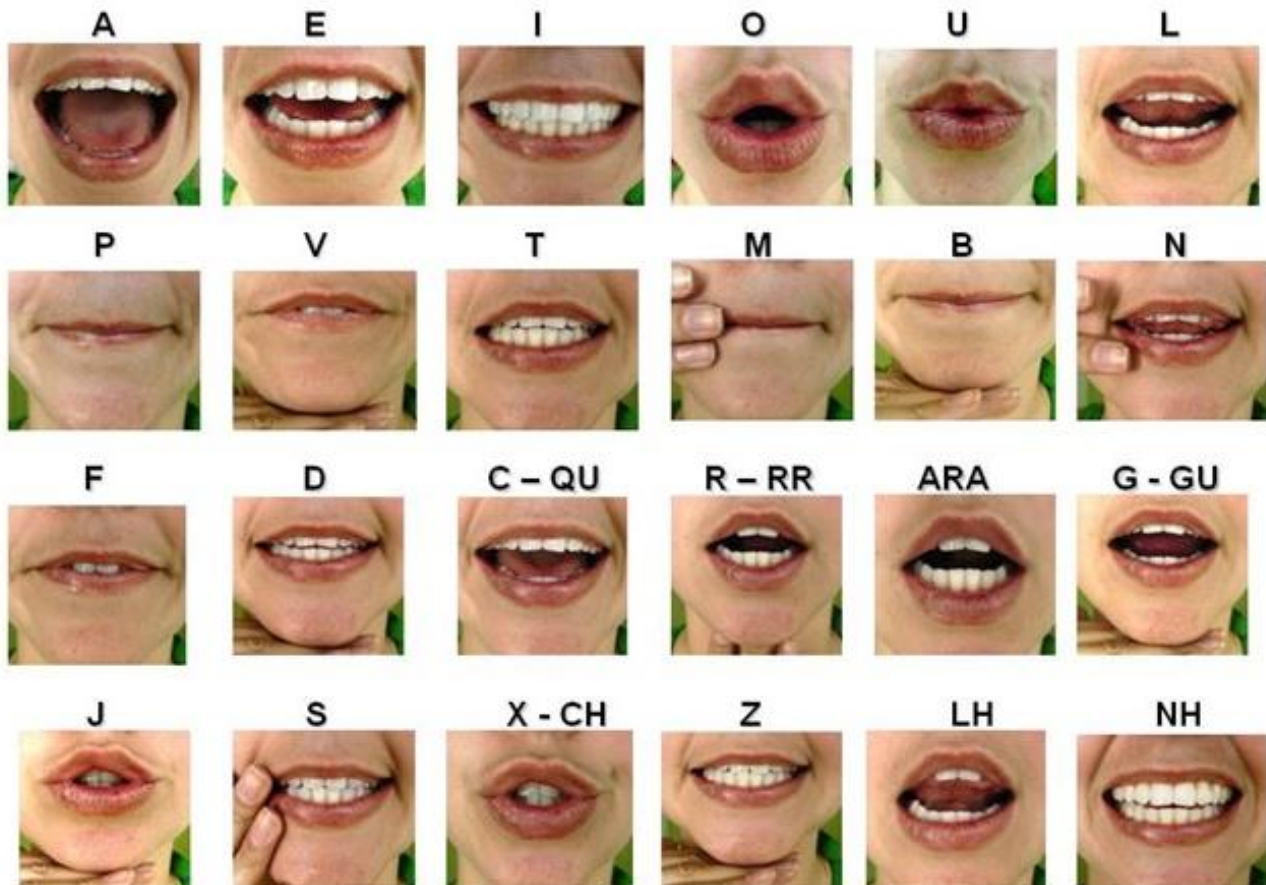 A E I O U L
P V T M B N
F D C – QU R – RR ARA G - GU
J S X - CH Z LH NH